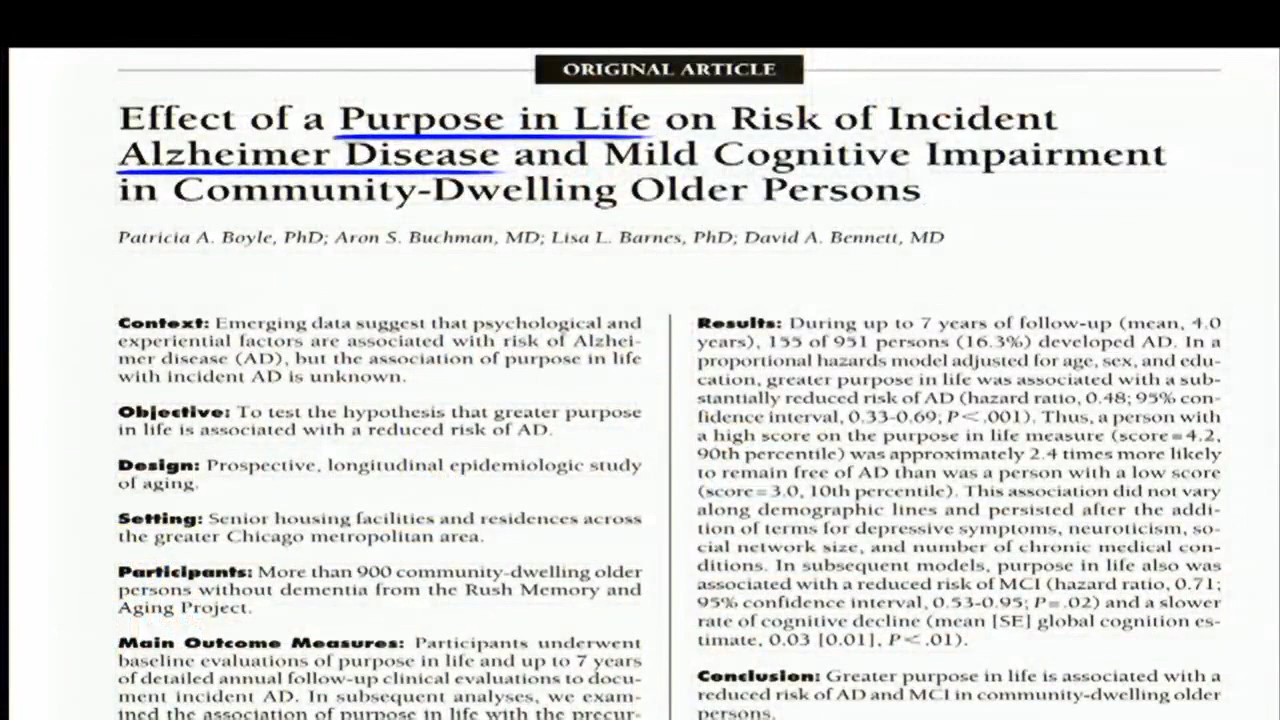 ORIGINAL ARTICLE
Effect of a Purpose in Life on Risk of Incident
Alzheimer Disease and Mild Cognitive Impairment
in Community-Dwelling Older Persons
Patricia A. Boyle, PhD; Aron S. Buchman, MD; Lisa L. Barnes, PhD; David A. Bennett, MD
Context: Emerging data suggest that psychological and
experiential factors are associated with risk of Alzhei-
mer disease (AD), but the association of purpose in life
with incident AD is unknown.
Objective: To test the hypothesis that greater purpose
in life is associated with a reduced risk of AD.
Design: Prospective, longitudinal epidemiologic study
of aging.
Setting: Senior housing facilities and residences across
the greater Chicago metropolitan area.
Participants: More than 900 community-dwelling older
persons without dementia from the Rush Memory and
Aging Project.
Main Outcome Measures: Participants underwent
baseline evaluations of purpose in life and up to 7 years
of detailed annual follow-up clinical evaluations to docu-
ment incident AD. In subsequent analyses, we exam-
ined the association of purpose in life with the precur-
Results: During up to 7 years of follow-up (mean, 4.0
years), 155 of 951 persons (16.3%) developed AD. In a
proportional hazards model adjusted for age, sex, and edu-
cation, greater purpose in life was associated with a sub-
stantially reduced risk of AD (hazard ratio, 0.48; 95% con-
fidence interval, 0.33-0.69; P<.001). Thus, a person with
a high score on the purpose in life measure (score=4.2,
90th percentile) was approximately 2.4 times more likely
to remain free of AD than was a person with a low score
(score=3.0, 10th percentile). This association did not vary
along demographic lines and persisted after the addi-
tion of terms for depressive symptoms, neuroticism, so-
cial network size, and number of chronic medical con-
ditions. In subsequent models, purpose in life also was
associated with a reduced risk of MCI (hazard ratio, 0.71;
95% confidence interval, 0.53-0.95; P=.02) and a slower
rate of cognitive decline (mean [SE] global cognition es-
timate, 0.03 [0.01], P<.01).
Conclusion: Greater purpose in life is associated with a
reduced risk of AD and MCI in community-dwelling older
persons.